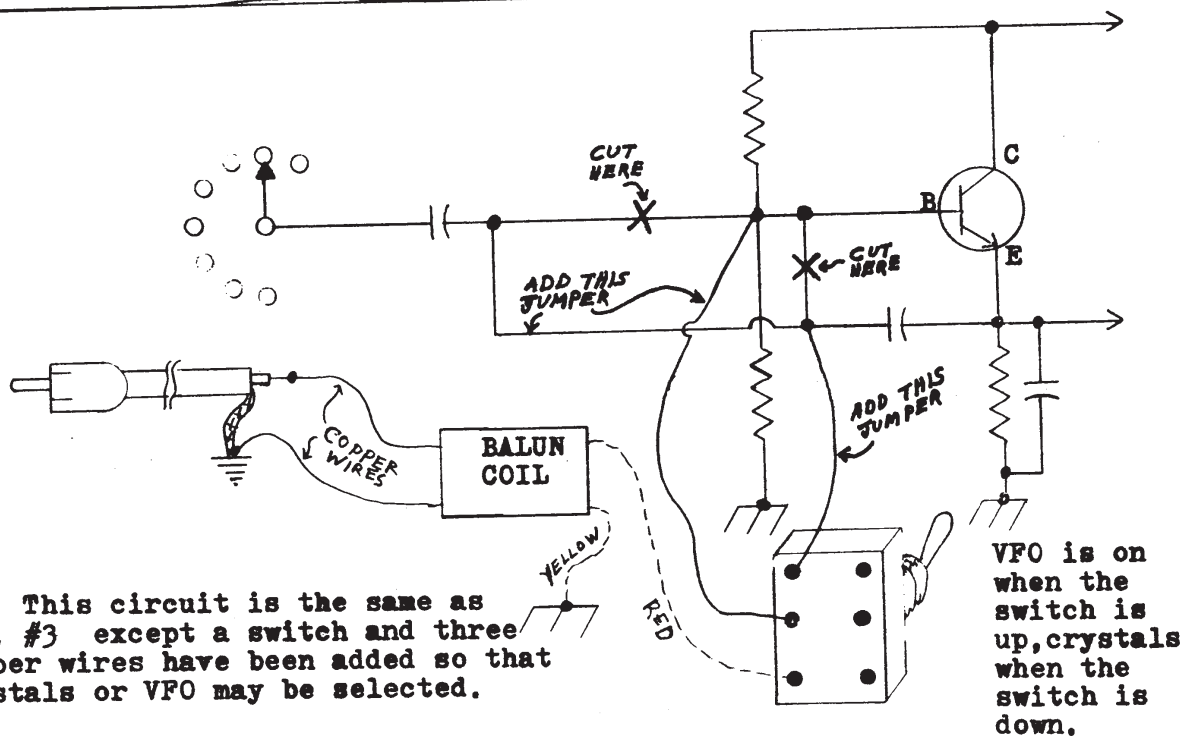 CUT
HERE
C
B
E
CUT
HERE
ADD THIS
JUMPER
ADD THIS
JUMPER
COPPER
WIRES
BALUN
COIL
YELLOW
RED
VFO is on
when the
switch is
up,crystals
when the
switch is
down.
This circuit is the same as
#3 except a switch and three
per wires have been added so that
stals or VFO may be selected.